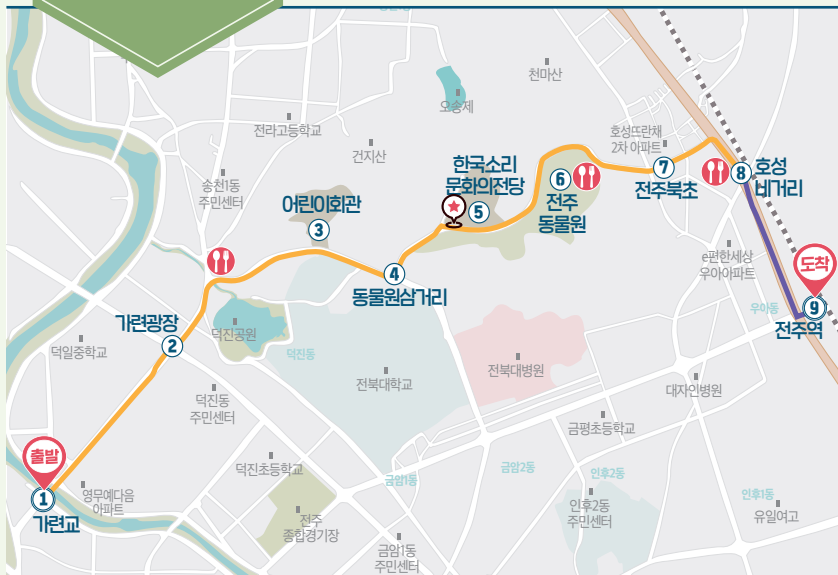 천마산
오송제
전라고등학교
호성뜨란채
2차 아파트
건지산
송천1동
주민센터
한국소리
문화의전당
5
6
전주
동물원
7
전주북초
8
호성
네거리
어린이회관
3
4
동물원삼거리
e편한세상
우아아파트
도착
9
전주역
우아동
가련광장
2
덕진공원
덕일중학교
덕진동
전북대학교
전북대병원
대자인병원
덕진동
주민센터
금평초등학교
출발
1
가련교
영무예다음
아파트
덕진초등학교
금암1동
금암2동
인후2동
인후1동
전주
종합경기장
인후2동
주민센터
유일여고
금암1동
주민센터